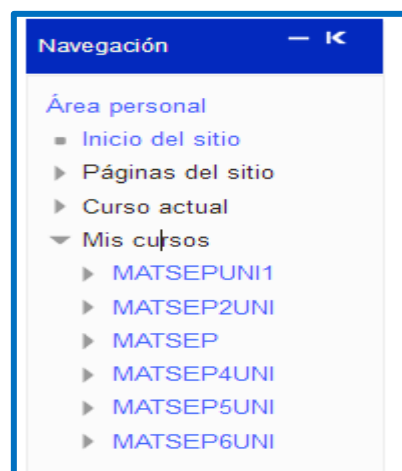 Navegación
Área personal
Inicio del sitio
Páginas del sitio
Curso actual
Mis cursos
MATSEPUNI1
MATSEP2UNI
MATSEP
MATSEP4UNI
MATSEP5UNI
MATSEP6UNI